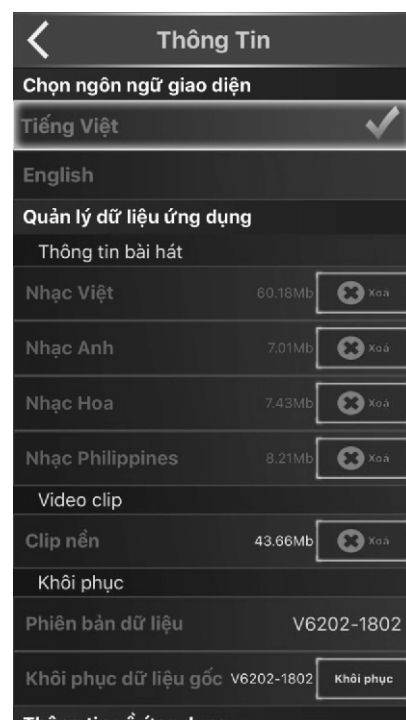 Thông Tin
Chọn ngôn ngữ giao diện
Tiếng Việt
English
Quản lý dữ liệu ứng dụng
Thông tin bài hát
Nhạc Việt 60.18Mb Xoá
Nhạc Anh 7.01Mb Xoá
Nhạc Hoa 7.43Mb Xoá
Nhạc Philippines 8.21Mb Xoá
Video clip
Clip nền 43.66Mb Xoá
Khôi phục
Phiên bản dữ liệu V6202-1802
Khôi phục dữ liệu gốc V6202-1802 Khôi phục